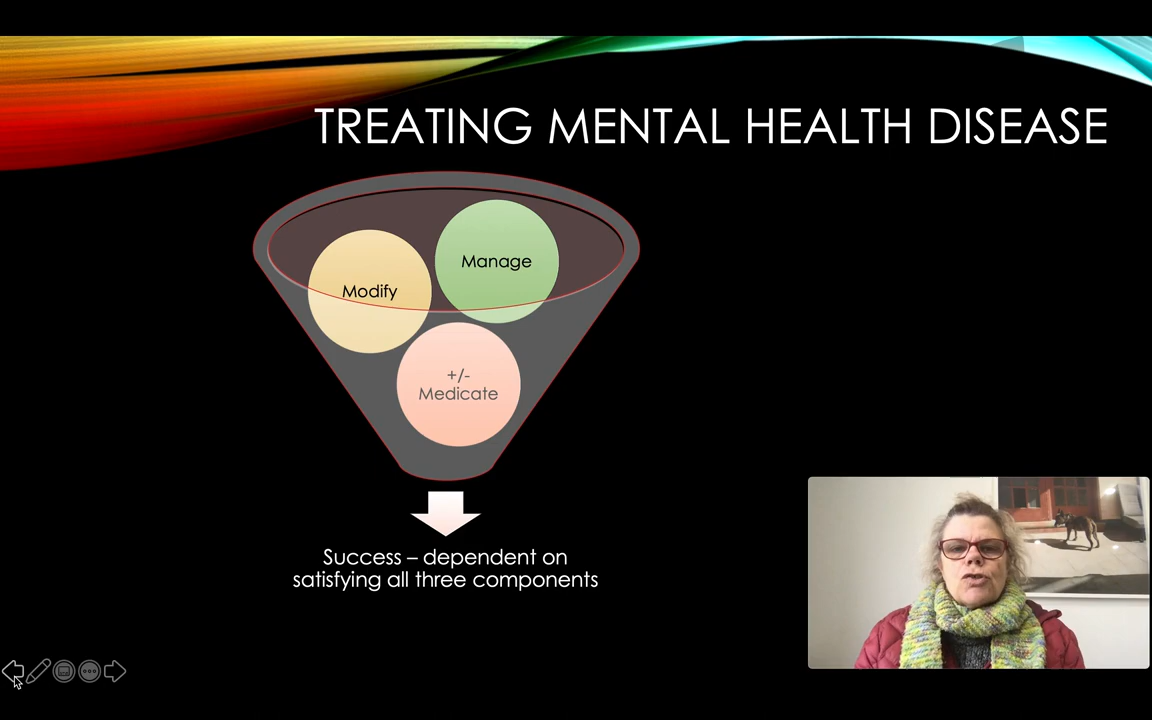 TREATING MENTAL HEALTH DISEASE
Manage
Modify
+/-
Medicate
Success – dependent on
satisfying all three components